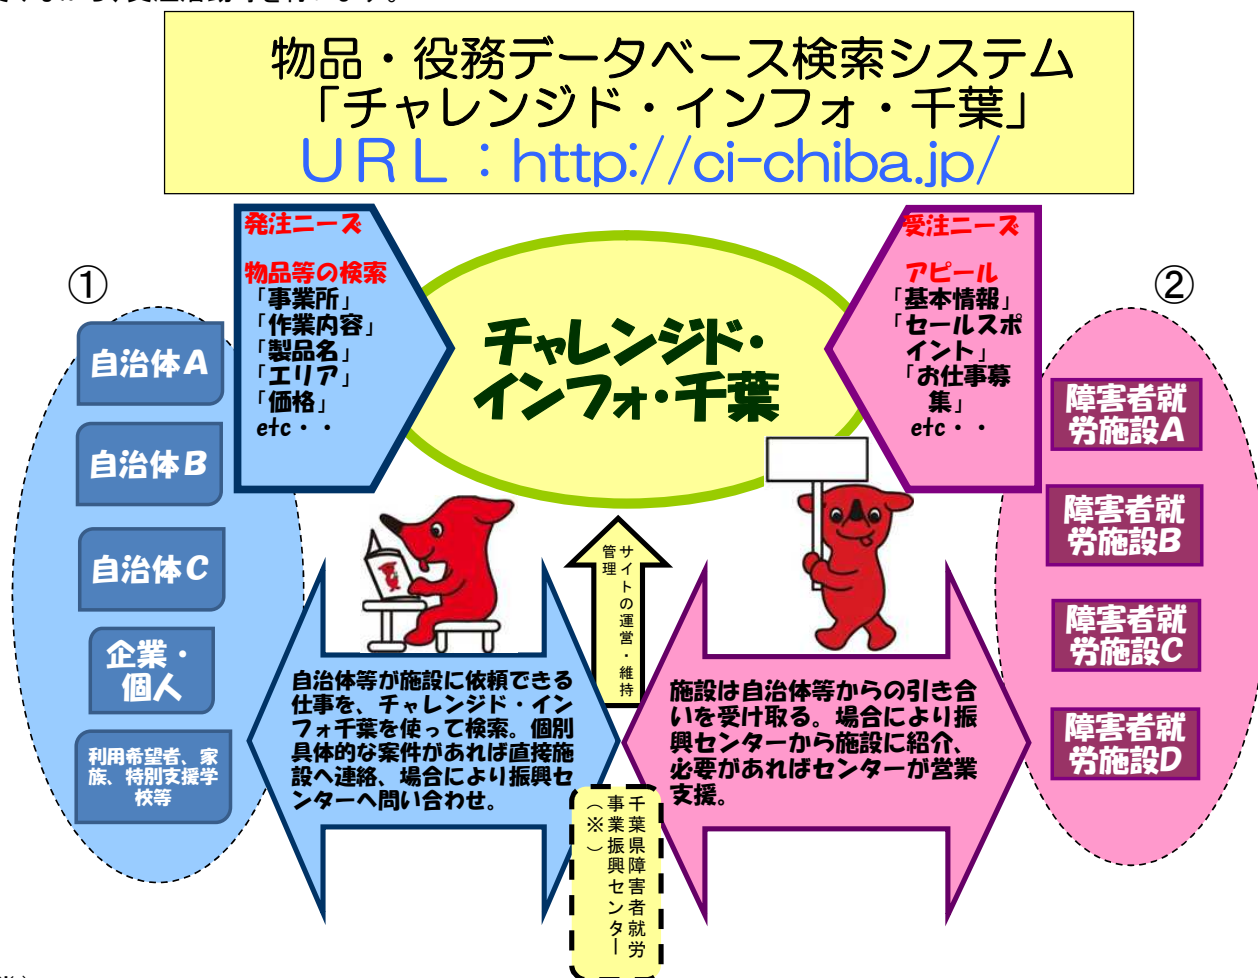 物品・役務データベース検索システム
「チャレンジド・インフォ・千葉」
ＵＲＬ：http://ci-chiba.jp/
発注ニーズ
物品等の検索
「事業所」
「作業内容」
「製品名」
「エリア」
「価格」
etc・・
チャレンジド・
インフォ・千葉
受注ニーズ
アピール
「基本情報」
「セールスポ
イント」
「お仕事募
集」
etc・・
①
自治体A
自治体B
自治体C
企業・
個人
利用希望者、家
族、特別支援学
校等
②
障害者就
労施設A
障害者就
労施設B
障害者就
労施設C
障害者就
労施設D
サイトの運営・維持
管理
自治体等が施設に依頼できる
仕事を、チャレンジド・イン
フォ千葉を使って検索。個別
具体的な案件があれば直接施
設へ連絡、場合により振興セ
ンターへ問い合わせ。
施設は自治体等からの引き合
いを受け取る。場合により振
興センターから施設に紹介、
必要があればセンターが営業
支援。
千葉県障害者就労
事業振興センター
（※）